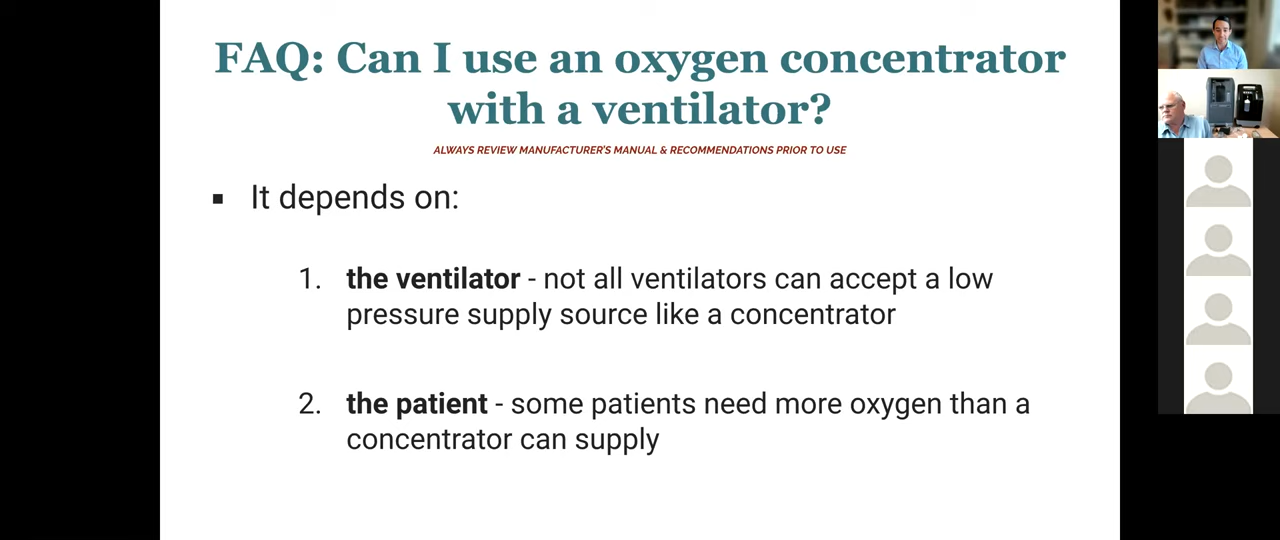 FAQ: Can I use an oxygen concentrator
with a ventilator?
ALWAYS REVIEW MANUFACTURER'S MANUAL & RECOMMENDATIONS PRIOR TO USE
▪ It depends on:
1. the ventilator - not all ventilators can accept a low
pressure supply source like a concentrator
2. the patient - some patients need more oxygen than a
concentrator can supply